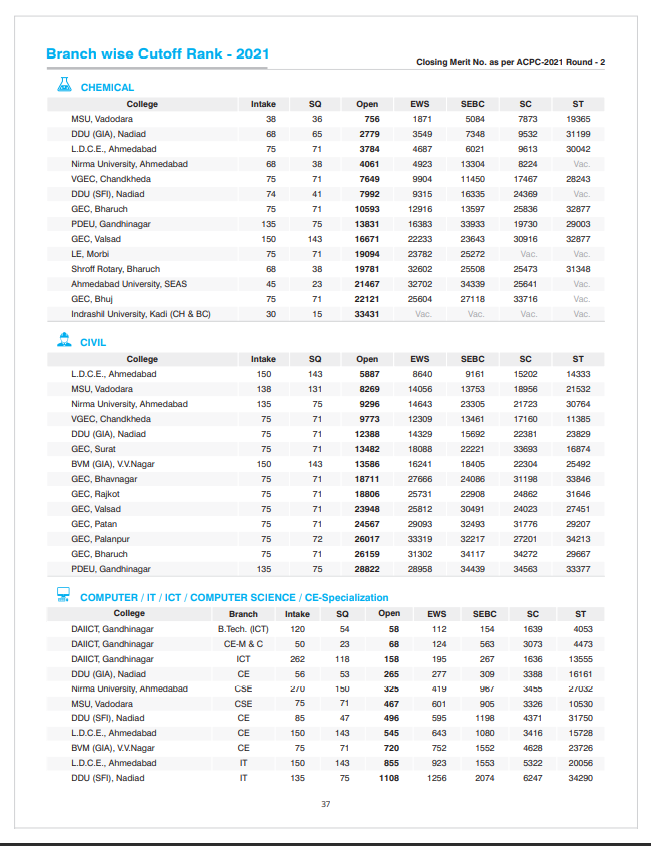 Branch wise Cutoff Rank - 2021
Closing Merit No. as per ACPC-2021 Round - 2
CHEMICAL
College Intake SQ Open EWS SEBC SC ST
MSU, Vadodara 38 36 756 1871 5084 7873 19365
DDU (GIA), Nadiad 68 65 2779 3549 7348 9532 31199
L.D.C.E., Ahmedabad 75 71 3784 4687 6021 9613 30042
Nirma University, Ahmedabad 68 38 4061 4923 13304 8224 Vac.
VGEC, Chandkheda 75 71 7649 9904 11450 17467 28243
DDU (SFI), Nadiad 74 41 7992 9315 16335 24369 Vac.
GEC, Bharuch 75 71 10593 12916 13597 25836 32877
PDEU, Gandhinagar 135 75 13831 16383 33933 19730 29003
GEC, Valsad 150 143 16671 22233 23643 30916 32877
LE, Morbi 75 71 19094 23782 25272 Vac. Vac.
Shroff Rotary, Bharuch 68 38 19781 32602 25508 25473 31348
Ahmedabad University, SEAS 45 23 21467 32702 34339 25641 Vac.
GEC, Bhuj 75 71 22121 25604 27118 33716 Vac.
Indrashil University, Kadi (CH & BC) 30 15 33431 Vac. Vac. Vac. Vac.
CIVIL
College Intake SQ Open EWS SEBC SC ST
L.D.C.E., Ahmedabad 150 143 5887 8640 9161 15202 14333
MSU, Vadodara 138 131 8269 14056 13753 18956 21532
Nirma University, Ahmedabad 135 75 9296 14643 23305 21723 30764
VGEC, Chandkheda 75 71 9773 12309 13461 17160 11385
DDU (GIA), Nadiad 75 71 12388 14329 15692 22381 23829
GEC, Surat 75 71 13482 18088 22221 33693 16874
BVM (GIA), V.V.Nagar 150 143 13586 16241 18405 22304 25492
GEC, Bhavnagar 75 71 18711 27666 24086 31198 33846
GEC, Rajkot 75 71 18806 25731 22908 24862 31646
GEC, Valsad 75 71 23948 25812 30491 24023 27451
GEC, Patan 75 71 24567 29093 32493 31776 29207
GEC, Palanpur 75 72 26017 33319 32217 27201 34213
GEC, Bharuch 75 71 26159 31302 34117 34272 29667
PDEU, Gandhinagar 135 75 28822 28958 34439 34563 33377
COMPUTER / IT / ICT / COMPUTER SCIENCE / CE-Specialization
College Branch Intake SQ Open EWS SEBC SC ST
DAIICT, Gandhinagar B.Tech. (ICT) 120 54 58 112 154 1639 4053
DAIICT, Gandhinagar CE-M & C 50 23 68 124 563 3073 4473
DAIICT, Gandhinagar ICT 262 118 158 195 267 1636 13555
DDU (GIA), Nadiad CE 56 53 265 277 309 3388 16161
Nirma University, Ahmedabad CSE 270 150 325 419 967 3455 27032
MSU, Vadodara CSE 75 71 467 601 905 3326 10530
DDU (SFI), Nadiad CE 85 47 496 595 1198 4371 31750
L.D.C.E., Ahmedabad CE 150 143 545 643 1080 3416 15728
BVM (GIA), V.V.Nagar CE 75 71 720 752 1552 4628 23726
L.D.C.E., Ahmedabad IT 150 143 855 923 1553 5322 20056
DDU (SFI), Nadiad IT 135 75 1108 1256 2074 6247 34290
37